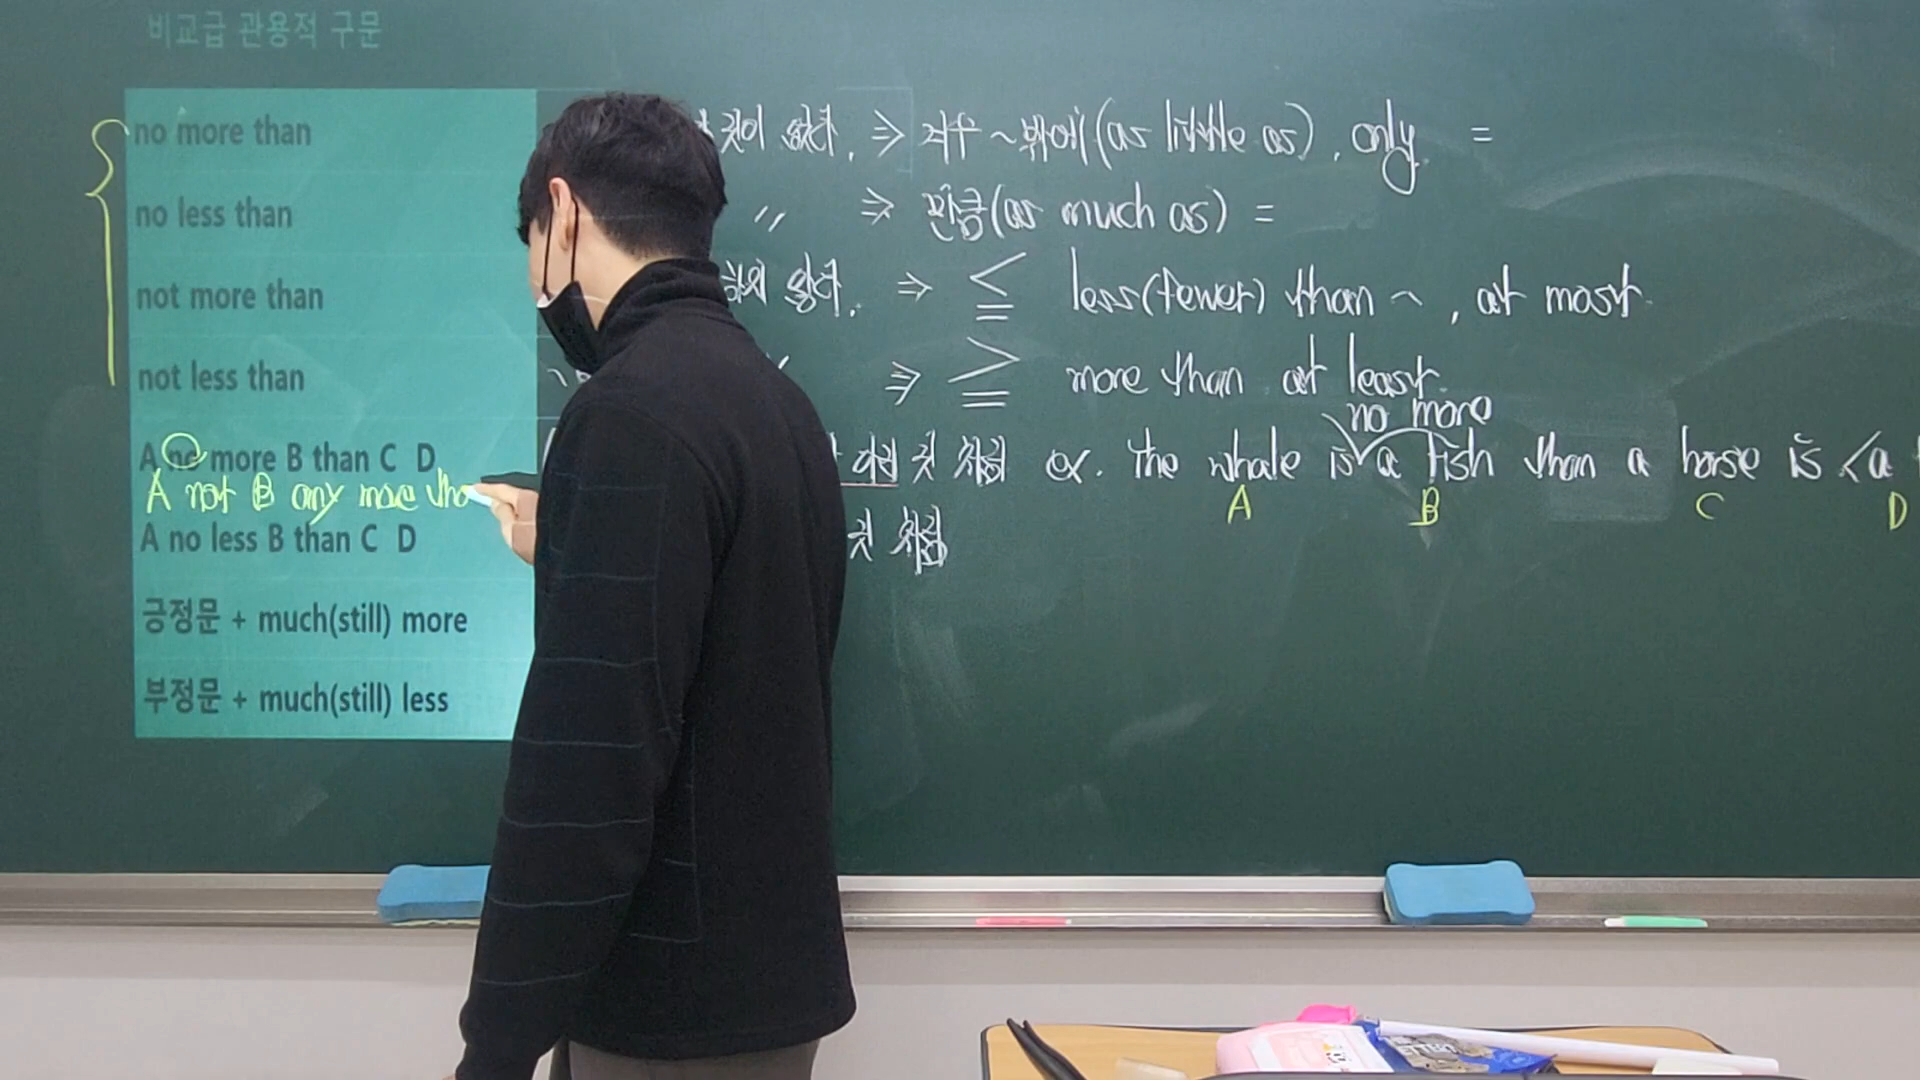 비교급 관용적 구문
no more than
것이 없다. ⇒ 겨우 ~밖에 (as little as), only =
no less than
〃 ⇒ 만큼 (as much as) =
not more than
않다. ⇒ ≦ less(fewer) than ~, at most
not less than
⇒ ≧ more than at least
no more
A no more B than C D
아닌 것 처럼 ex. the whale is a fish than a horse is <a
A not B any more tha
A B C D
A no less B than C D
것 처럼
긍정문 + much(still) more
부정문 + much(still) less